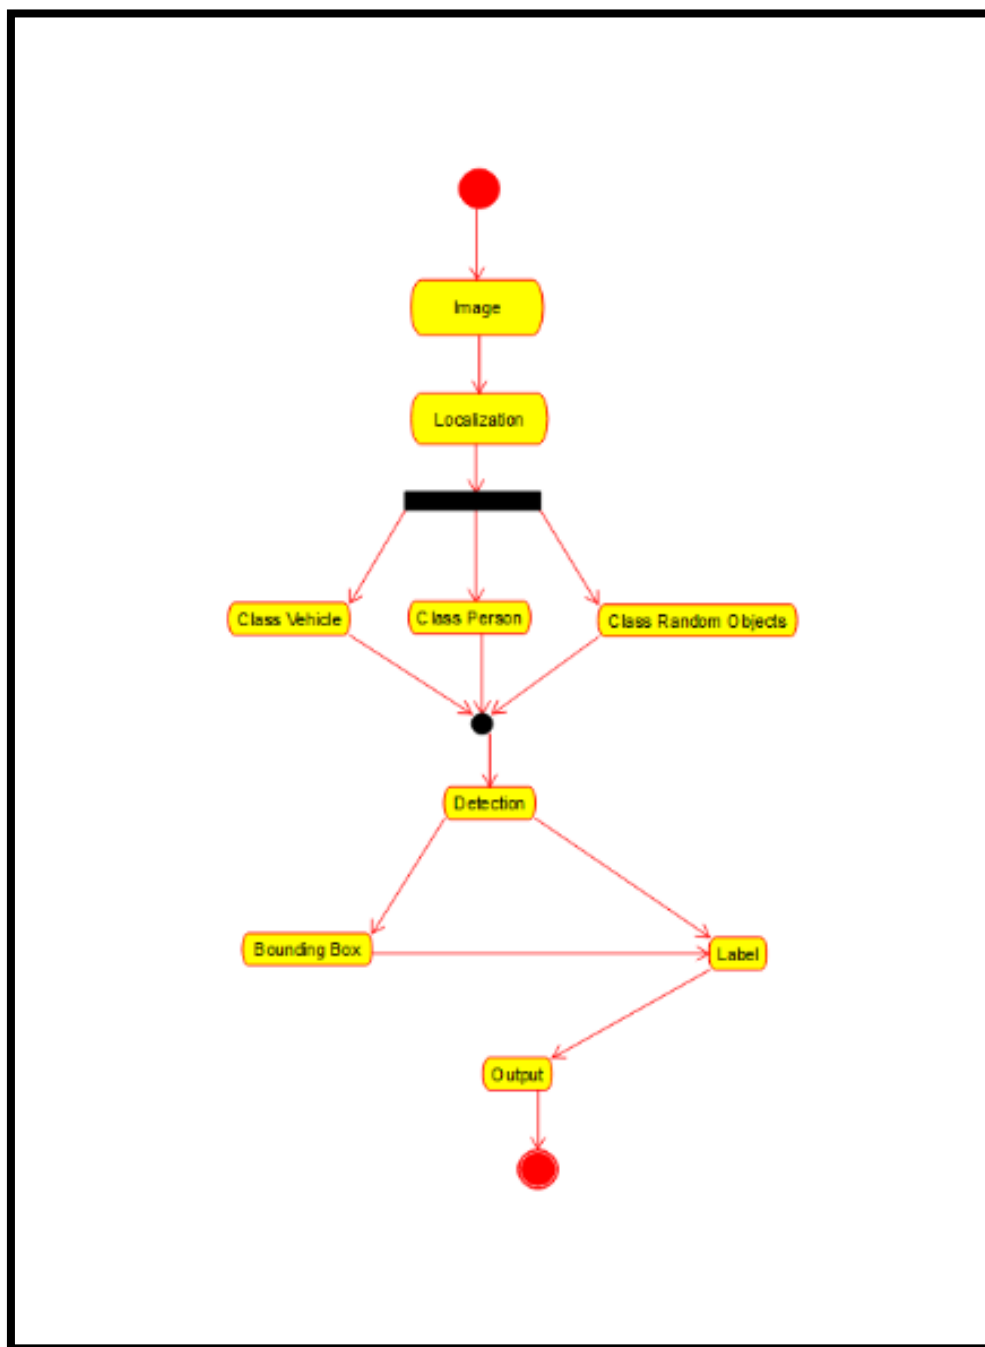 Image
Localization
Class Vehicle
Class Person
Class Random Objects
Detection
Bounding Box
Label
Output